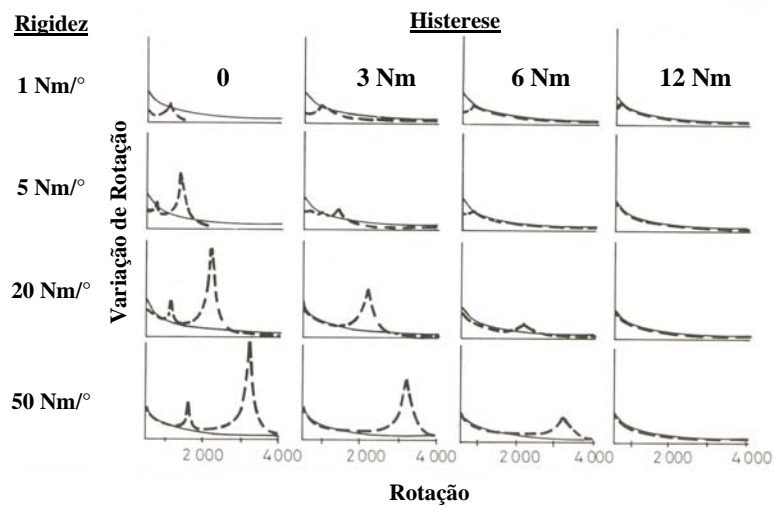 Rigidez
Histerese
1 Nm/°
0
3 Nm
6 Nm
12 Nm
5 Nm/°
20 Nm/°
50 Nm/°
Variação de Rotação
2 000 4 000
2 000 4 000
2 000 4 000
2 000 4 000
Rotação